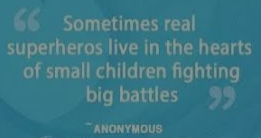 “ Sometimes real
superheros live in the hearts
of small children fighting
big battles ”
~ANONYMOUS